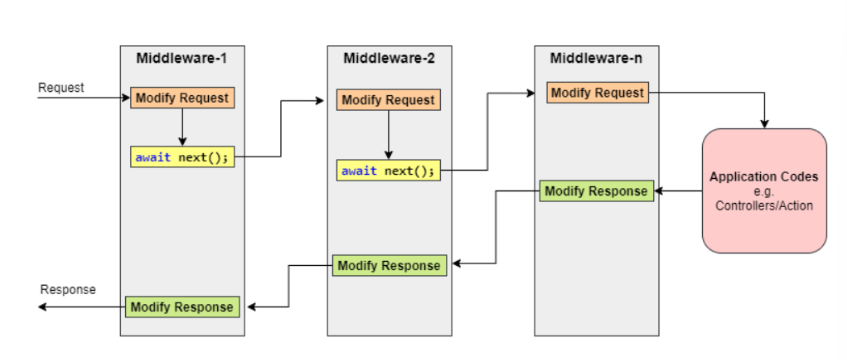 Middleware-1
Middleware-2
Middleware-n
Request
Modify Request
Modify Request
Modify Request
await next();
await next();
Application Codes
e.g.
Controllers/Action
Modify Response
Modify Response
Response
Modify Response